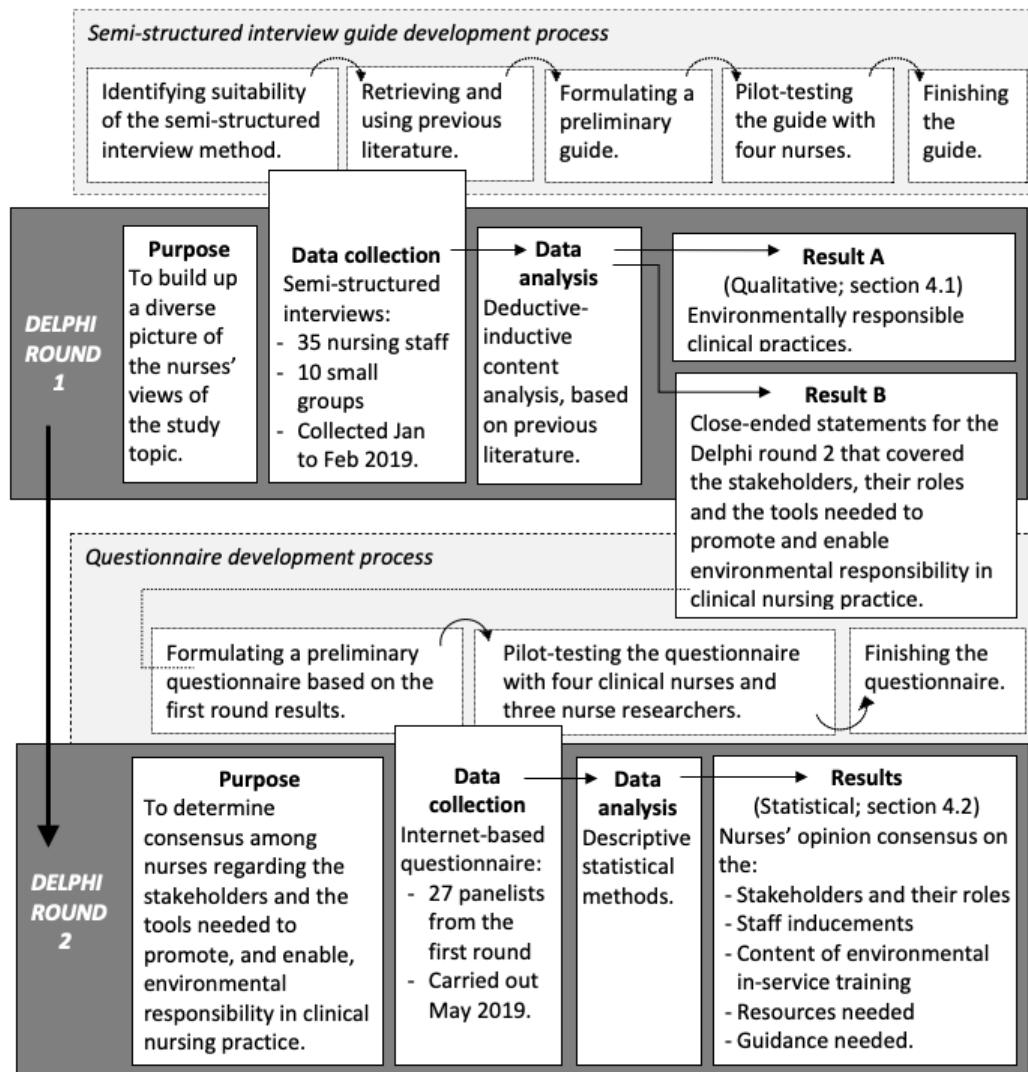 Semi-structured interview guide development process
Identifying suitability
of the semi-structured
interview method.
Retrieving and
using previous
literature.
Formulating a
preliminary
guide.
Pilot-testing
the guide with
four nurses.
Finishing
the
guide.
DELPHI
ROUND
1
Purpose
To build up
a diverse
picture of
the nurses’
views of
the study
topic.
Data collection
Semi-structured
interviews:
- 35 nursing staff
- 10 small
groups
- Collected Jan
to Feb 2019.
Data
analysis
Deductive-
inductive
content
analysis, based
on previous
literature.
Result A
(Qualitative; section 4.1)
Environmentally responsible
clinical practices.
Result B
Close-ended statements for the
Delphi round 2 that covered
the stakeholders, their roles
and the tools needed to
promote and enable
environmental responsibility in
clinical nursing practice.
Questionnaire development process
Formulating a preliminary
questionnaire based on the
first round results.
Pilot-testing the questionnaire
with four clinical nurses and
three nurse researchers.
Finishing the
questionnaire.
DELPHI
ROUND
2
Purpose
To determine
consensus among
nurses regarding the
stakeholders and the
tools needed to
promote, and enable,
environmental
responsibility in clinical
nursing practice.
Data
collection
Internet-based
questionnaire:
- 27 panelists
from the
first round
- Carried out
May 2019.
Data
analysis
Descriptive
statistical
methods.
Results
(Statistical; section 4.2)
Nurses’ opinion consensus on
the:
- Stakeholders and their roles
- Staff inducements
- Content of environmental
in-service training
- Resources needed
- Guidance needed.